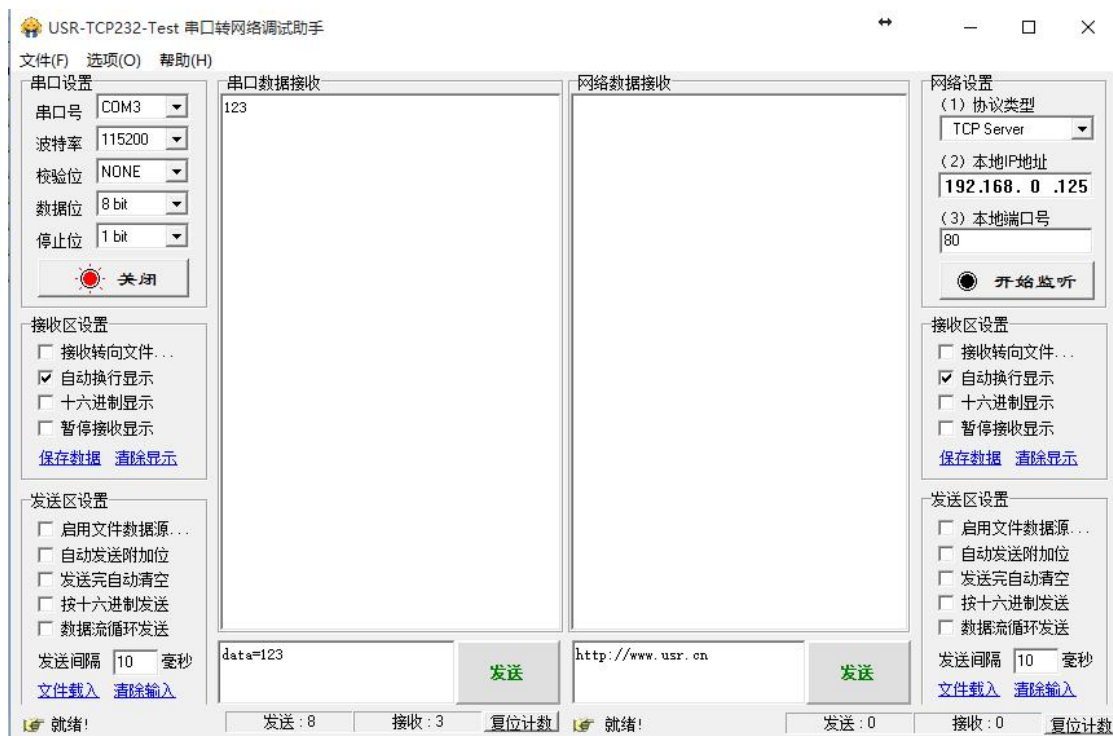 USR-TCP232-Test 串口转网络调试助手
文件(F) 选项(O) 帮助(H)
串口设置
串口号 COM3
波特率 115200
校验位 NONE
数据位 8 bit
停止位 1 bit
关闭
接收区设置
接收转向文件...
自动换行显示
十六进制显示
暂停接收显示
保存数据 清除显示
发送区设置
启用文件数据源...
自动发送附加位
发送完自动清空
按十六进制发送
数据流循环发送
发送间隔 10 毫秒
文件载入 清除输入
就绪!
串口数据接收
123
data=123
发送
发送:8 接收:3 复位计数
网络数据接收
http://www.usr.cn
发送
就绪!
发送:0 接收:0 复位计数
网络设置
(1) 协议类型
TCP Server
(2) 本地IP地址
192.168. 0 .125
(3) 本地端口号
80
开始监听
接收区设置
接收转向文件...
自动换行显示
十六进制显示
暂停接收显示
保存数据 清除显示
发送区设置
启用文件数据源...
自动发送附加位
发送完自动清空
按十六进制发送
数据流循环发送
发送间隔 10 毫秒
文件载入 清除输入